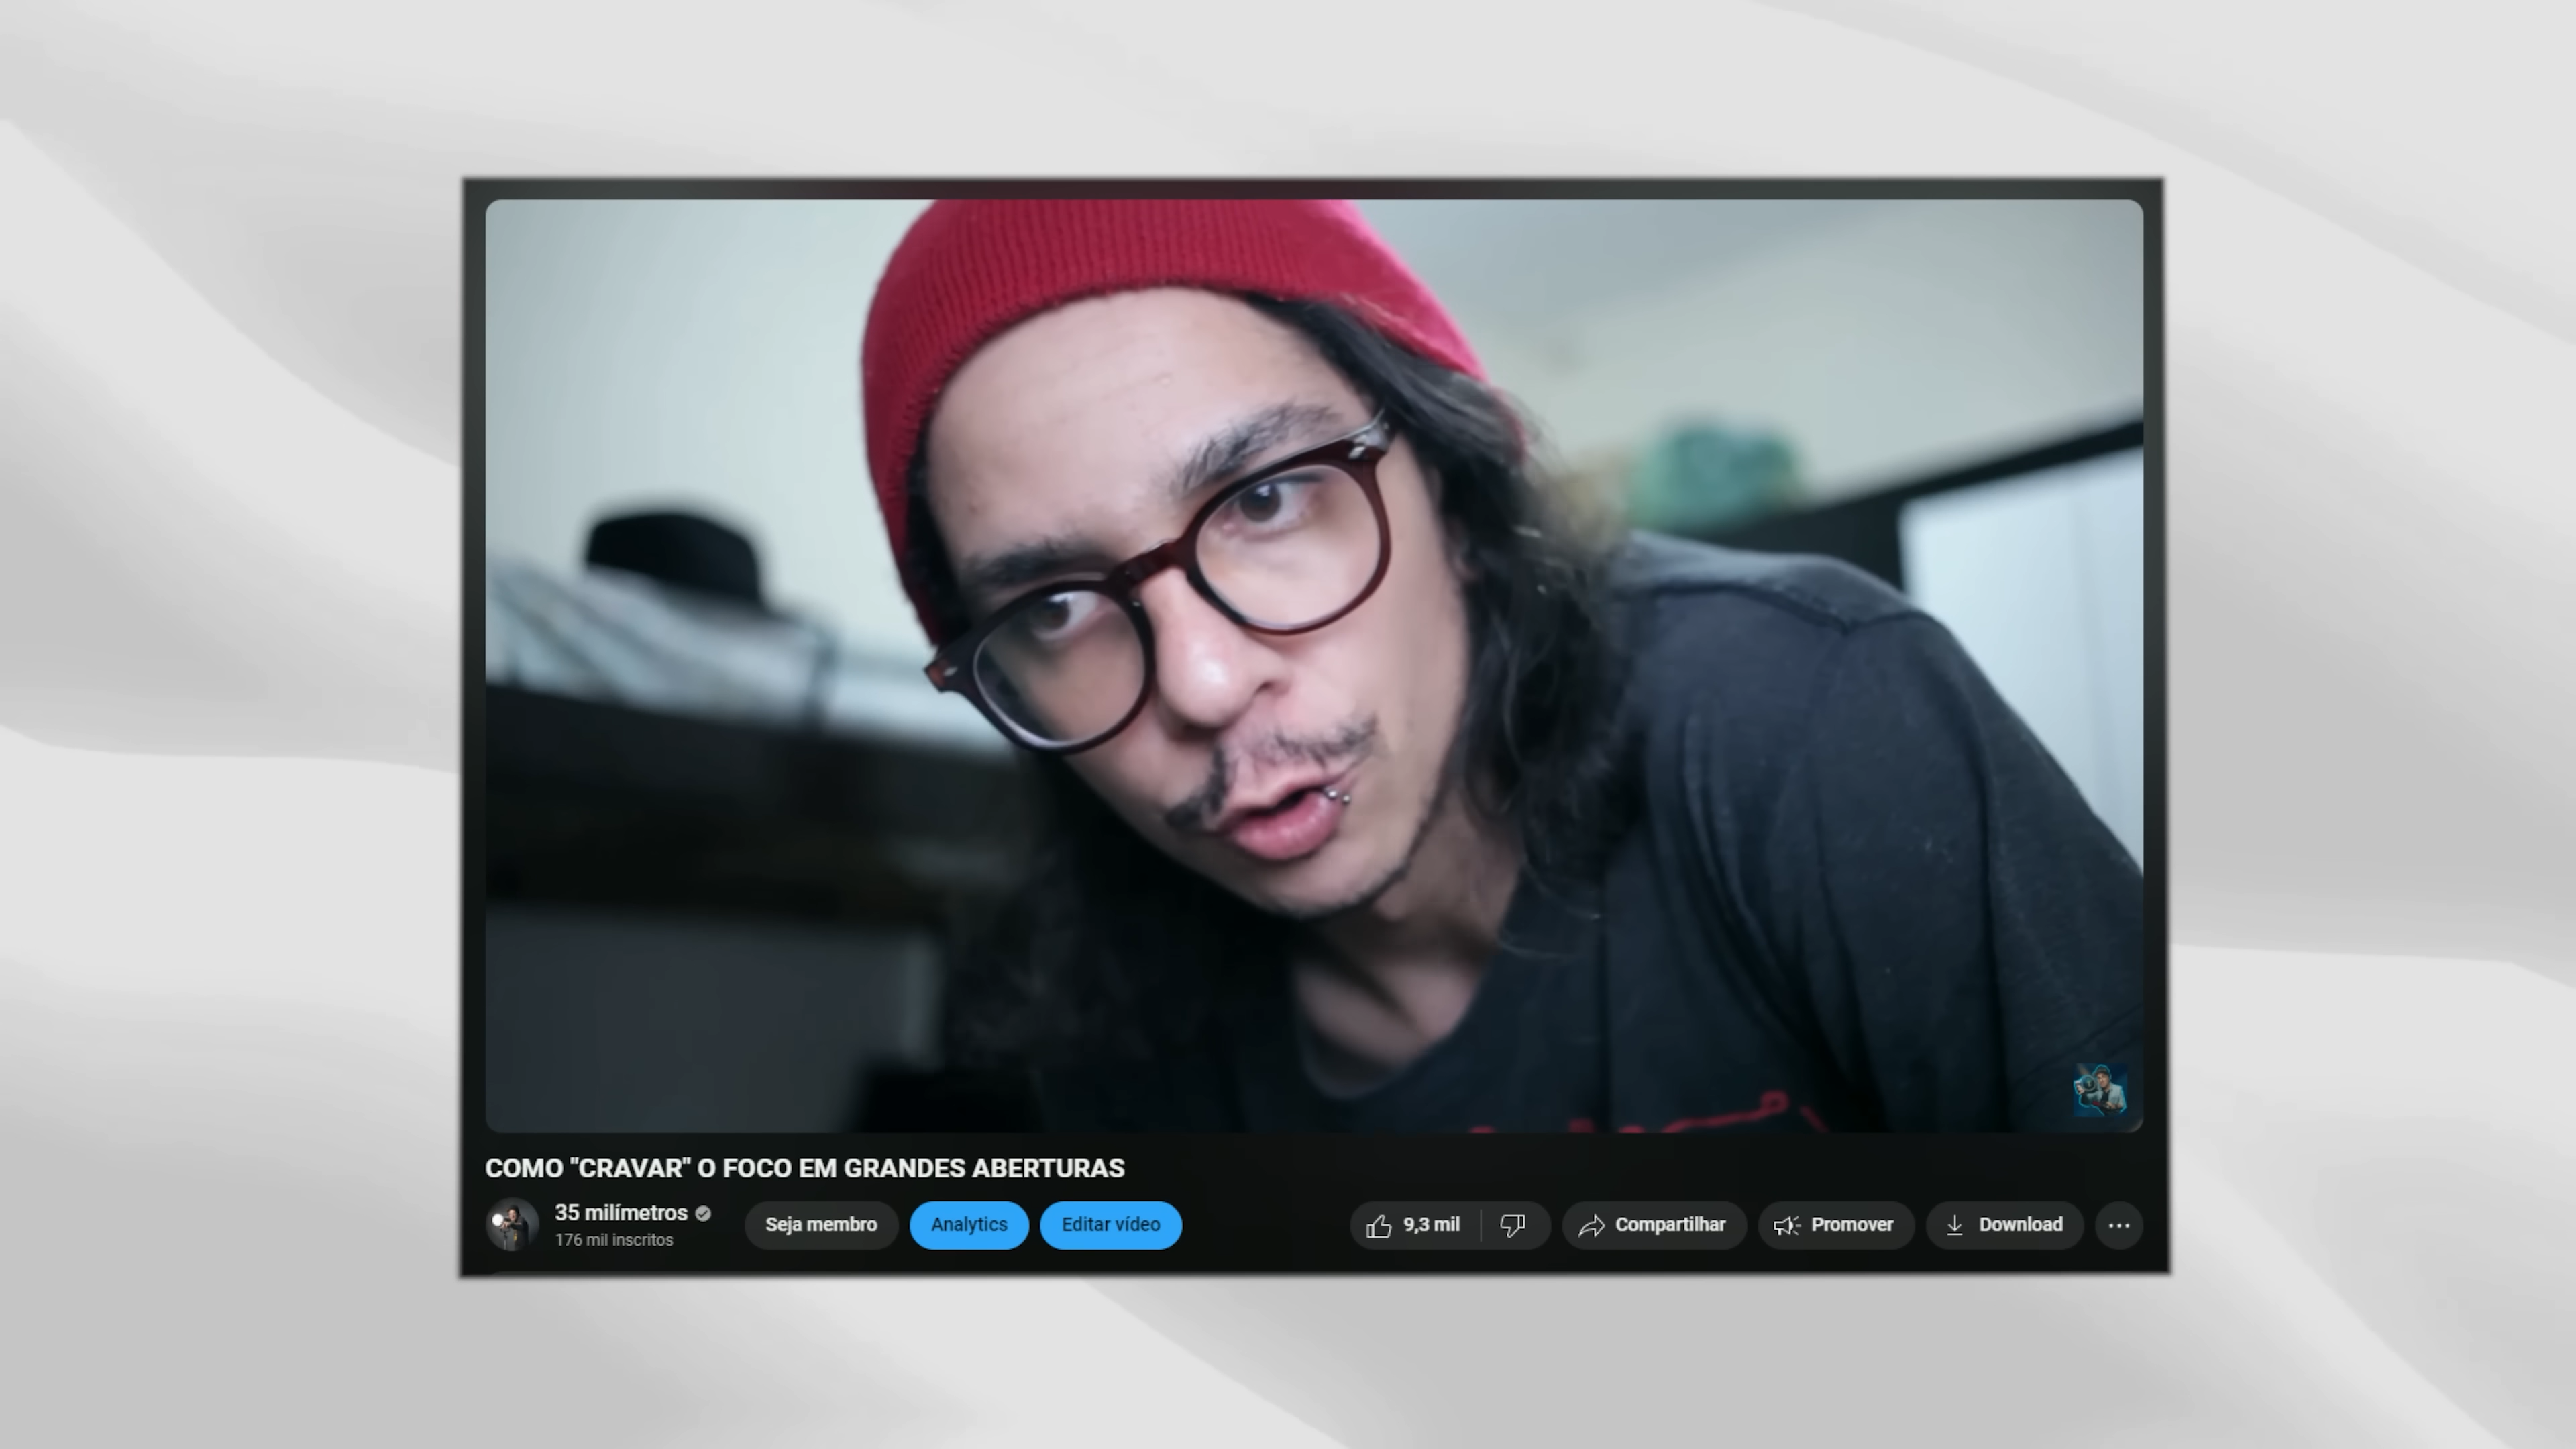 COMO "CRAVAR" O FOCO EM GRANDES ABERTURAS
35 milímetros
176 mil inscritos
Seja membro
Analytics
Editar vídeo
9,3 mil
Compartilhar
Promover
Download